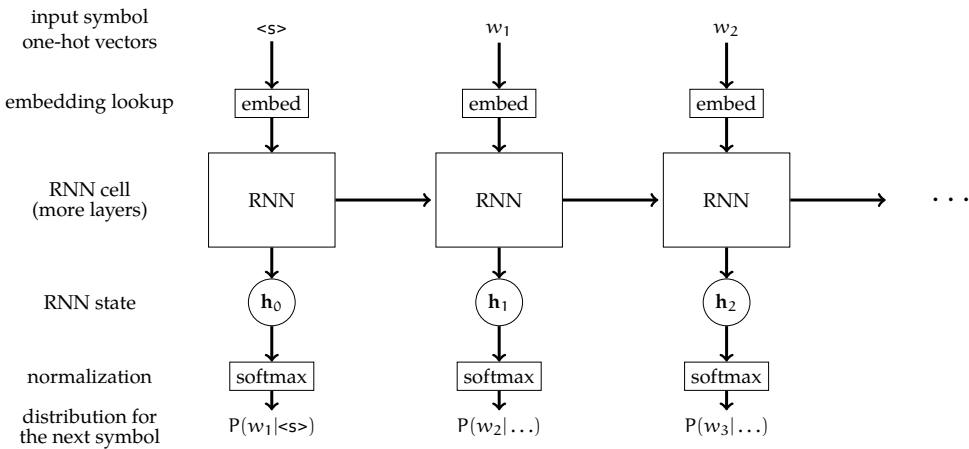 input symbol
one-hot vectors
<s>
w₁
w₂
embedding lookup
embed
embed
embed
RNN cell
(more layers)
RNN
RNN
RNN
. . .
RNN state
h₀
h₁
h₂
normalization
softmax
softmax
softmax
distribution for
the next symbol
P(w₁|<s>)
P(w₂|...)
P(w₃|...)